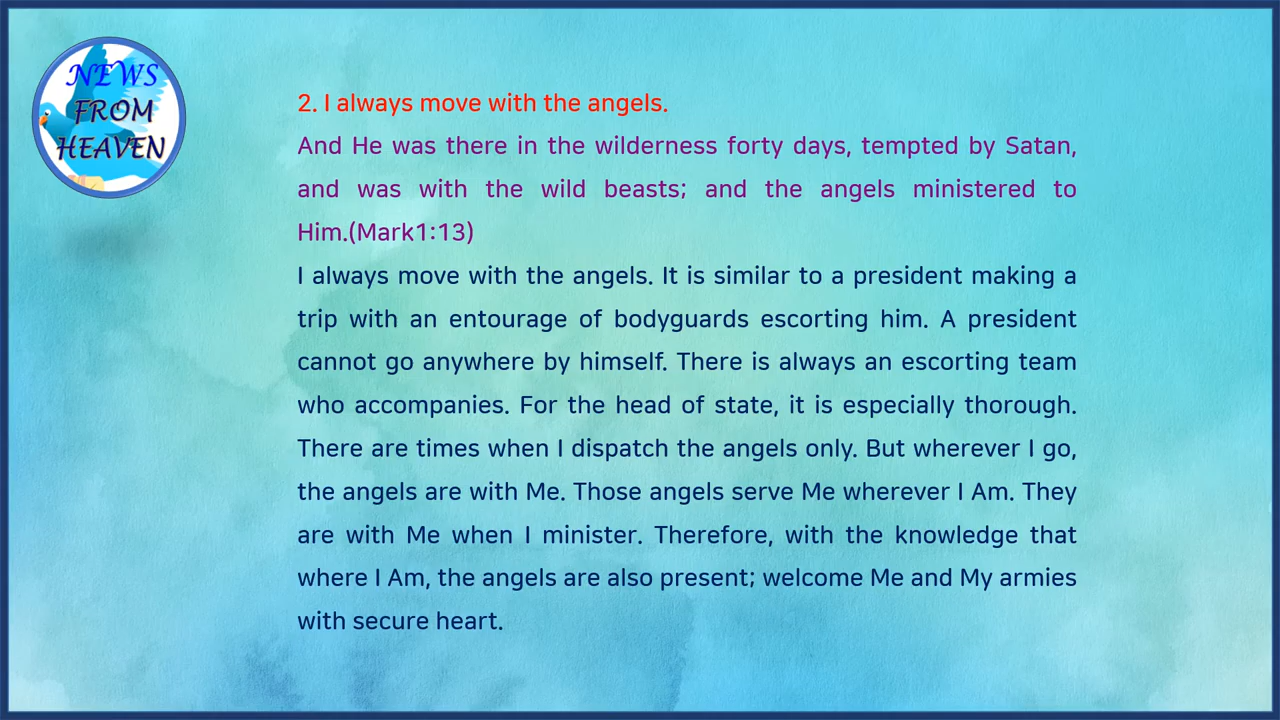 NEWS
FROM
HEAVEN
2. I always move with the angels.
And He was there in the wilderness forty days, tempted by Satan,
and was with the wild beasts; and the angels ministered to
Him.(Mark1:13)
I always move with the angels. It is similar to a president making a
trip with an entourage of bodyguards escorting him. A president
cannot go anywhere by himself. There is always an escorting team
who accompanies. For the head of state, it is especially thorough.
There are times when I dispatch the angels only. But wherever I go,
the angels are with Me. Those angels serve Me wherever I Am. They
are with Me when I minister. Therefore, with the knowledge that
where I Am, the angels are also present; welcome Me and My armies
with secure heart.